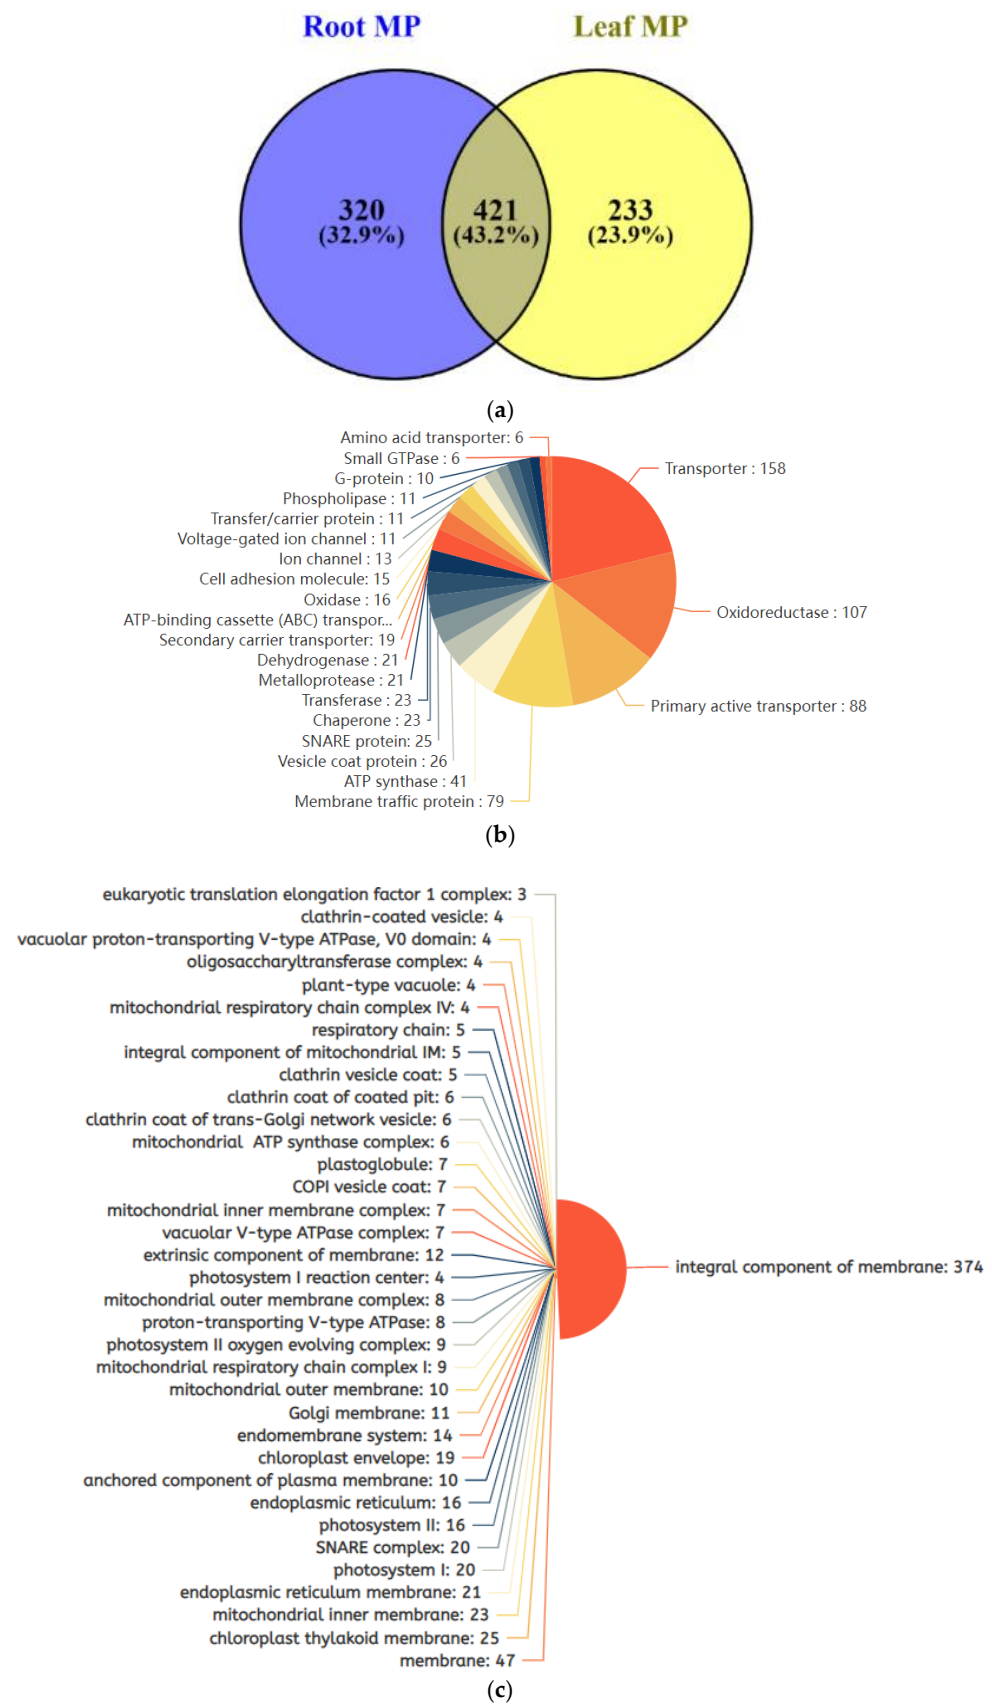 Root MP
Leaf MP
320
(32.9%)
421
(43.2%)
233
(23.9%)
(a)
Amino acid transporter: 6
Small GTPase : 6
G-protein : 10
Phospholipase : 11
Transfer/carrier protein : 11
Voltage-gated ion channel : 11
Ion channel : 13
Cell adhesion molecule: 15
Oxidase : 16
ATP-binding cassette (ABC) transpor...
Secondary carrier transporter: 19
Dehydrogenase : 21
Metalloprotease : 21
Transferase : 23
Chaperone : 23
SNARE protein: 25
Vesicle coat protein : 26
ATP synthase : 41
Membrane traffic protein : 79
Transporter : 158
Oxidoreductase : 107
Primary active transporter : 88
(b)
eukaryotic translation elongation factor 1 complex: 3
clathrin-coated vesicle: 4
vacuolar proton-transporting V-type ATPase, V0 domain: 4
oligosaccharyltransferase complex: 4
plant-type vacuole: 4
mitochondrial respiratory chain complex IV: 4
respiratory chain: 5
integral component of mitochondrial IM: 5
clathrin vesicle coat: 5
clathrin coat of coated pit: 6
clathrin coat of trans-Golgi network vesicle: 6
mitochondrial ATP synthase complex: 6
plastoglobule: 7
COPI vesicle coat: 7
mitochondrial inner membrane complex: 7
vacuolar V-type ATPase complex: 7
extrinsic component of membrane: 12
photosystem I reaction center: 4
mitochondrial outer membrane complex: 8
proton-transporting V-type ATPase: 8
photosystem II oxygen evolving complex: 9
mitochondrial respiratory chain complex I: 9
mitochondrial outer membrane: 10
Golgi membrane: 11
endomembrane system: 14
chloroplast envelope: 19
anchored component of plasma membrane: 10
endoplasmic reticulum: 16
photosystem II: 16
SNARE complex: 20
photosystem I: 20
endoplasmic reticulum membrane: 21
mitochondrial inner membrane: 23
chloroplast thylakoid membrane: 25
membrane: 47
integral component of membrane: 374
(c)